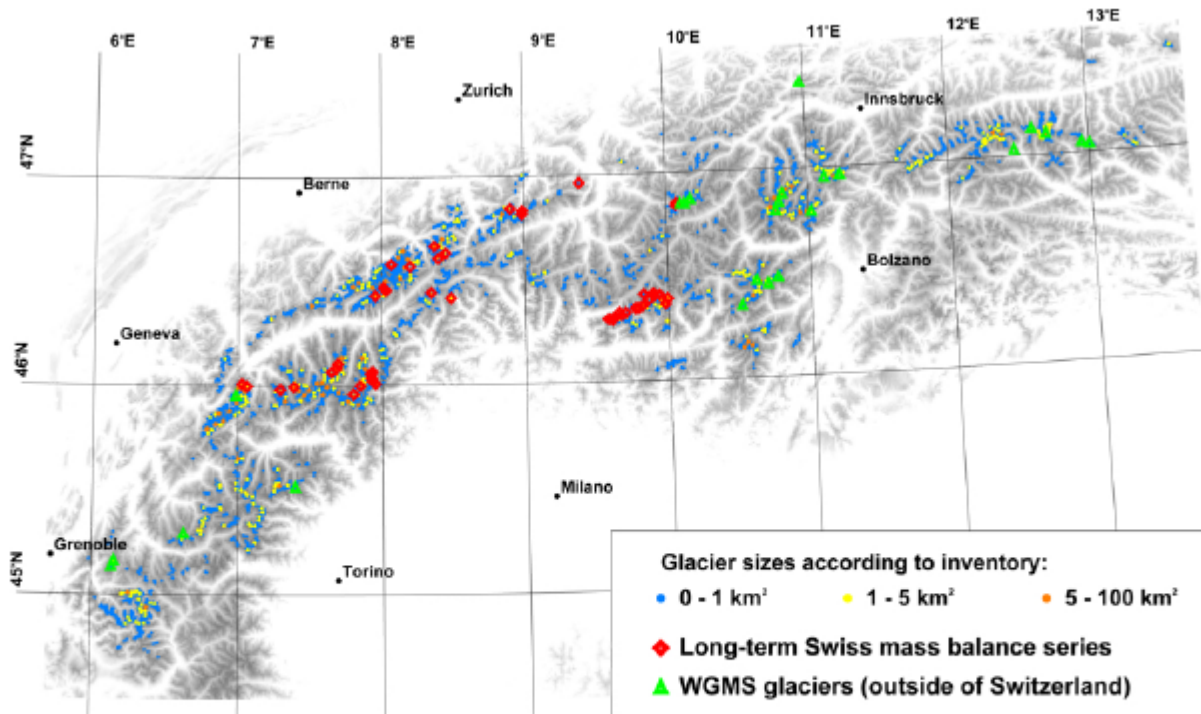 6°E 7°E 8°E 9°E 10°E 11°E 12°E 13°E
Zurich
Innsbruck
47°N
Berne
Bolzano
Geneva
46°N
Milano
Grenoble
45°N
Torino
Glacier sizes according to inventory:
0 - 1 km² 1 - 5 km² 5 - 100 km²
Long-term Swiss mass balance series
WGMS glaciers (outside of Switzerland)